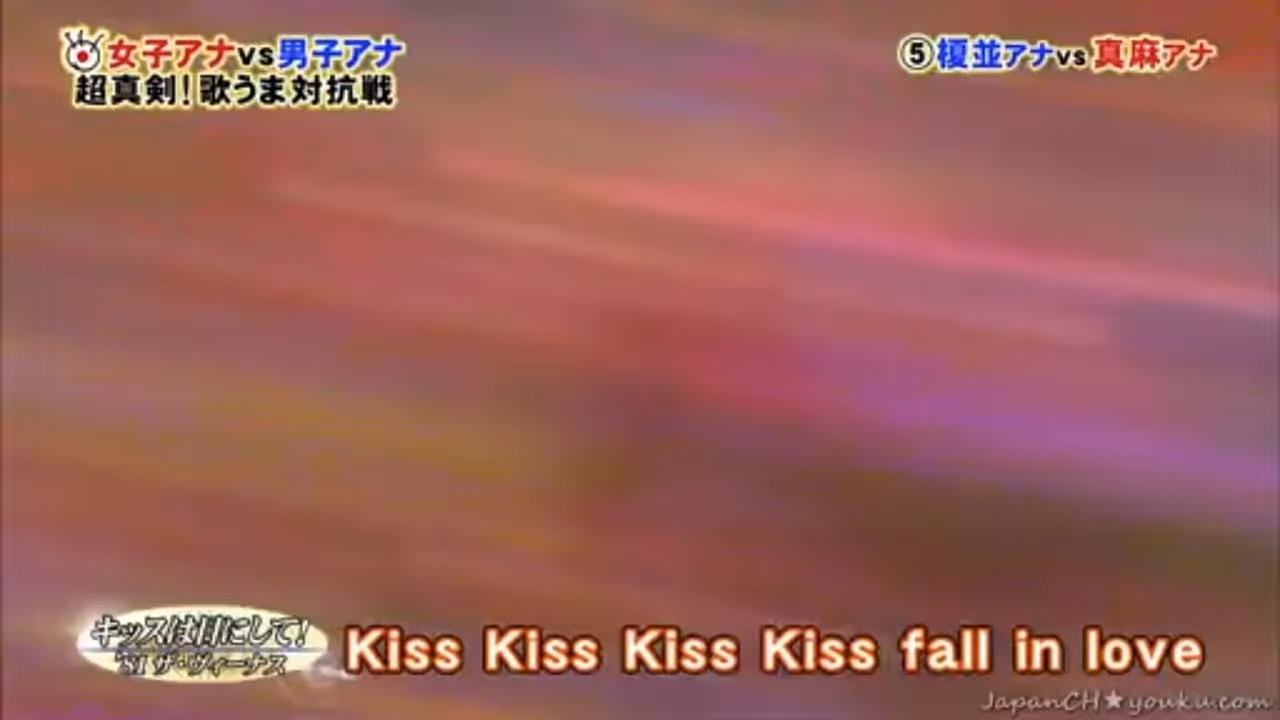 女子アナvs男子アナ
超真剣！歌うま対抗戦
⑤榎並アナvs真麻アナ
キッスは目にして！
'81 ザ・ヴィーナス
Kiss Kiss Kiss Kiss fall in love
JapanCH★youku.com